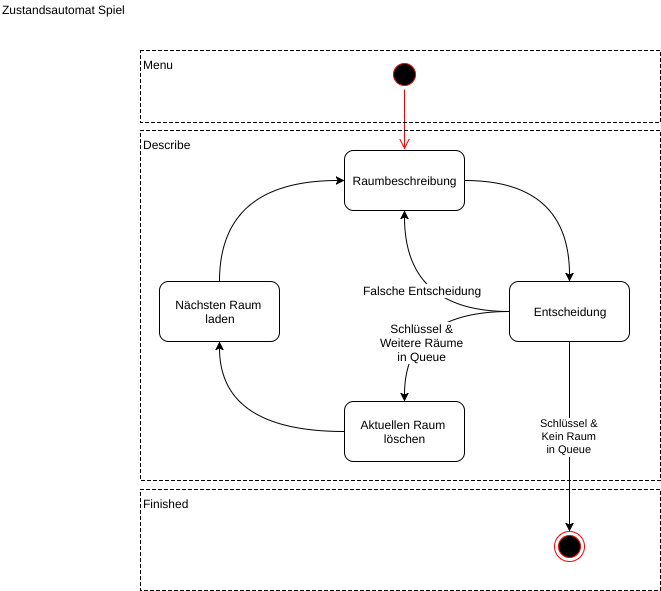 Zustandsautomat Spiel
Menu
Describe
Raumbeschreibung
Falsche Entscheidung
Nächsten Raum
laden
Entscheidung
Schlüssel &
Weitere Räume
in Queue
Aktuellen Raum
löschen
Schlüssel &
Kein Raum
in Queue
Finished